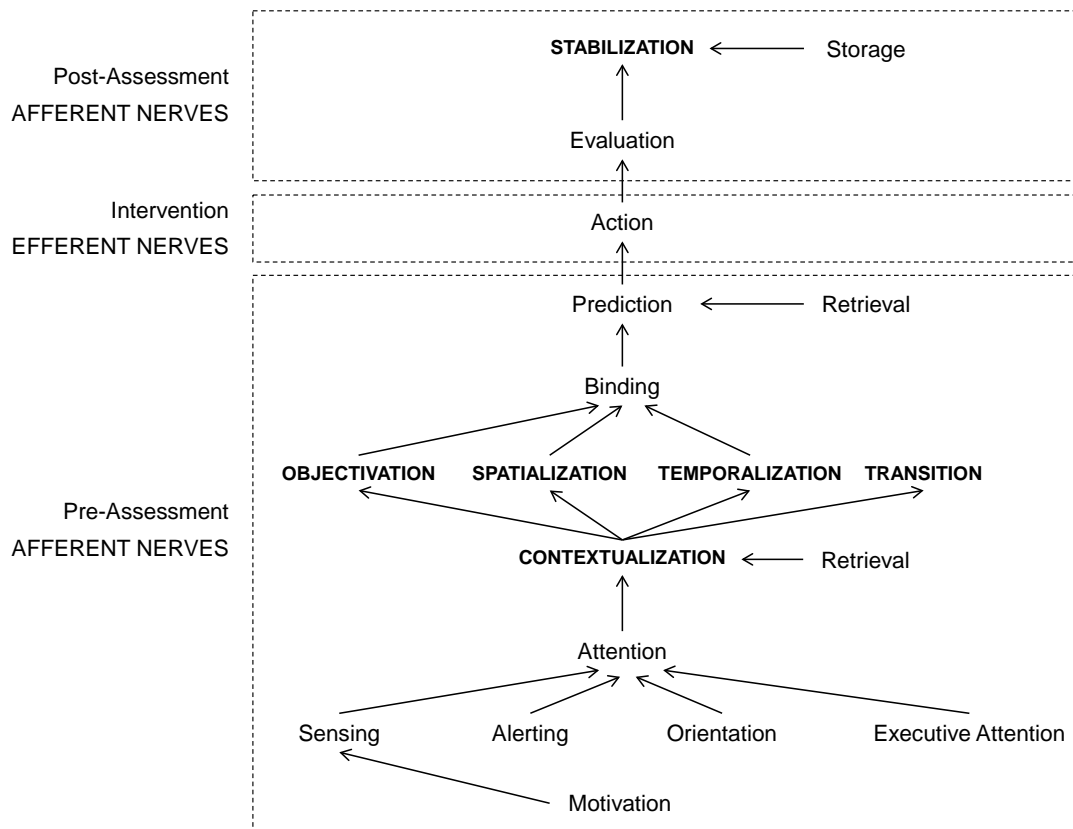 STABILIZATION Storage
Post-Assessment
AFFERENT NERVES
Evaluation
Intervention
EFFERENT NERVES
Action
Prediction Retrieval
Binding
OBJECTIVATION SPATIALIZATION TEMPORALIZATION TRANSITION
Pre-Assessment
AFFERENT NERVES
CONTEXTUALIZATION Retrieval
Attention
Sensing Alerting Orientation Executive Attention
Motivation